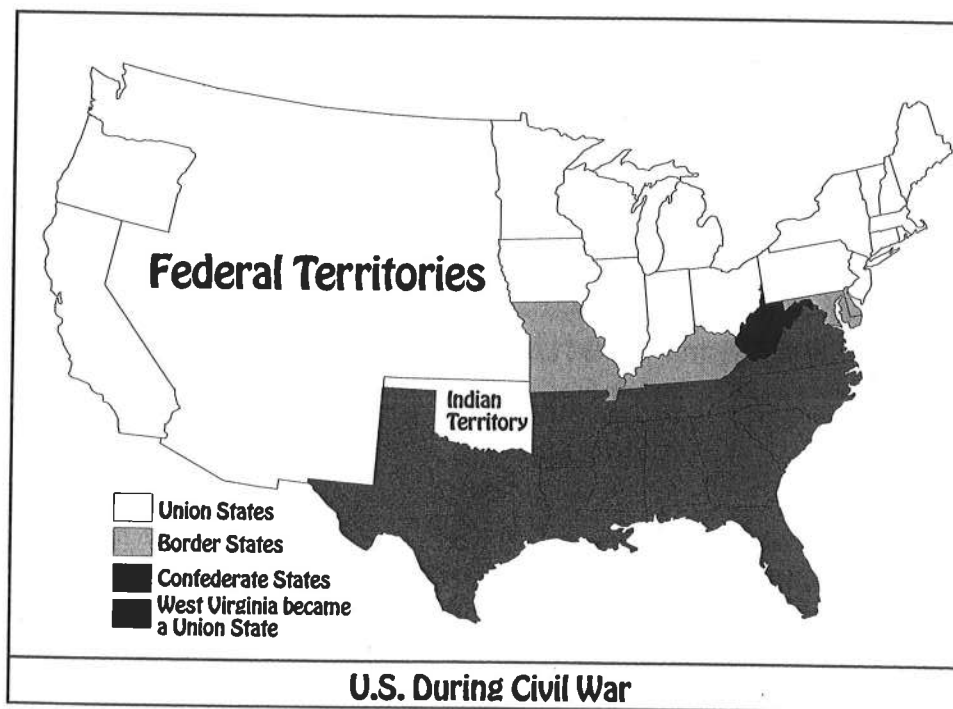 Federal Territories
Indian
Territory
Union States
Border States
Confederate States
West Virginia became
a Union State
U.S. During Civil War